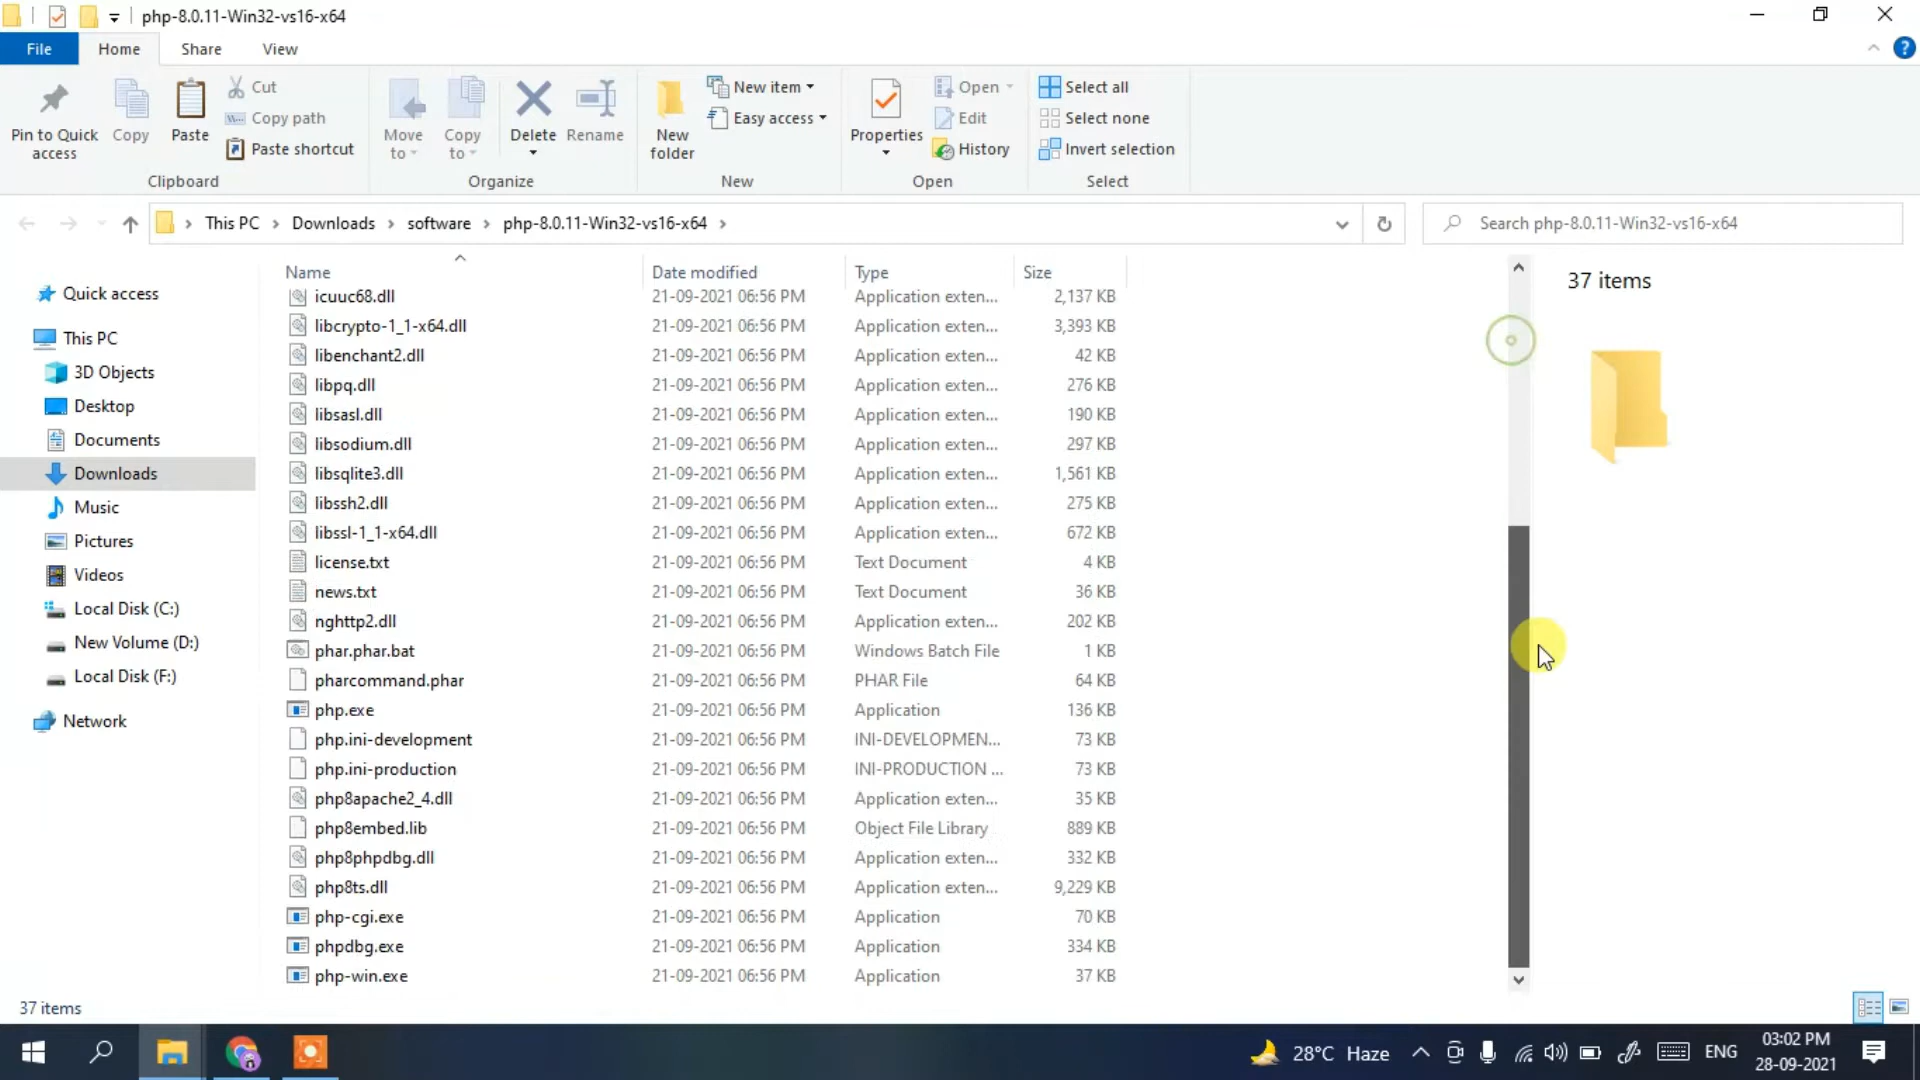 php-8.0.11-Win32-vs16-x64
File Home Share View
Pin to Quick access
Copy
Paste
Cut
Copy path
Paste shortcut
Clipboard
Move to
Copy to
Delete
Rename
Organize
New folder
New item
Easy access
New
Properties
Open
Edit
History
Open
Select all
Select none
Invert selection
Select
This PC > Downloads > software > php-8.0.11-Win32-vs16-x64 >
Search php-8.0.11-Win32-vs16-x64
Quick access
This PC
3D Objects
Desktop
Documents
Downloads
Music
Pictures
Videos
Local Disk (C:)
New Volume (D:)
Local Disk (F:)
Network
Name Date modified Type Size
icuuc68.dll 21-09-2021 06:56 PM Application exten... 2,137 KB
libcrypto-1_1-x64.dll 21-09-2021 06:56 PM Application exten... 3,393 KB
libenchant2.dll 21-09-2021 06:56 PM Application exten... 42 KB
libpq.dll 21-09-2021 06:56 PM Application exten... 276 KB
libsasl.dll 21-09-2021 06:56 PM Application exten... 190 KB
libsodium.dll 21-09-2021 06:56 PM Application exten... 297 KB
libsqlite3.dll 21-09-2021 06:56 PM Application exten... 1,561 KB
libssh2.dll 21-09-2021 06:56 PM Application exten... 275 KB
libssl-1_1-x64.dll 21-09-2021 06:56 PM Application exten... 672 KB
license.txt 21-09-2021 06:56 PM Text Document 4 KB
news.txt 21-09-2021 06:56 PM Text Document 36 KB
nghttp2.dll 21-09-2021 06:56 PM Application exten... 202 KB
phar.phar.bat 21-09-2021 06:56 PM Windows Batch File 1 KB
pharcommand.phar 21-09-2021 06:56 PM PHAR File 64 KB
php.exe 21-09-2021 06:56 PM Application 136 KB
php.ini-development 21-09-2021 06:56 PM INI-DEVELOPMEN... 73 KB
php.ini-production 21-09-2021 06:56 PM INI-PRODUCTION ... 73 KB
php8apache2_4.dll 21-09-2021 06:56 PM Application exten... 35 KB
php8embed.lib 21-09-2021 06:56 PM Object File Library 889 KB
php8phpdbg.dll 21-09-2021 06:56 PM Application exten... 332 KB
php8ts.dll 21-09-2021 06:56 PM Application exten... 9,229 KB
php-cgi.exe 21-09-2021 06:56 PM Application 70 KB
phpdbg.exe 21-09-2021 06:56 PM Application 334 KB
php-win.exe 21-09-2021 06:56 PM Application 37 KB
37 items
37 items
28°C Haze
ENG
03:02 PM
28-09-2021